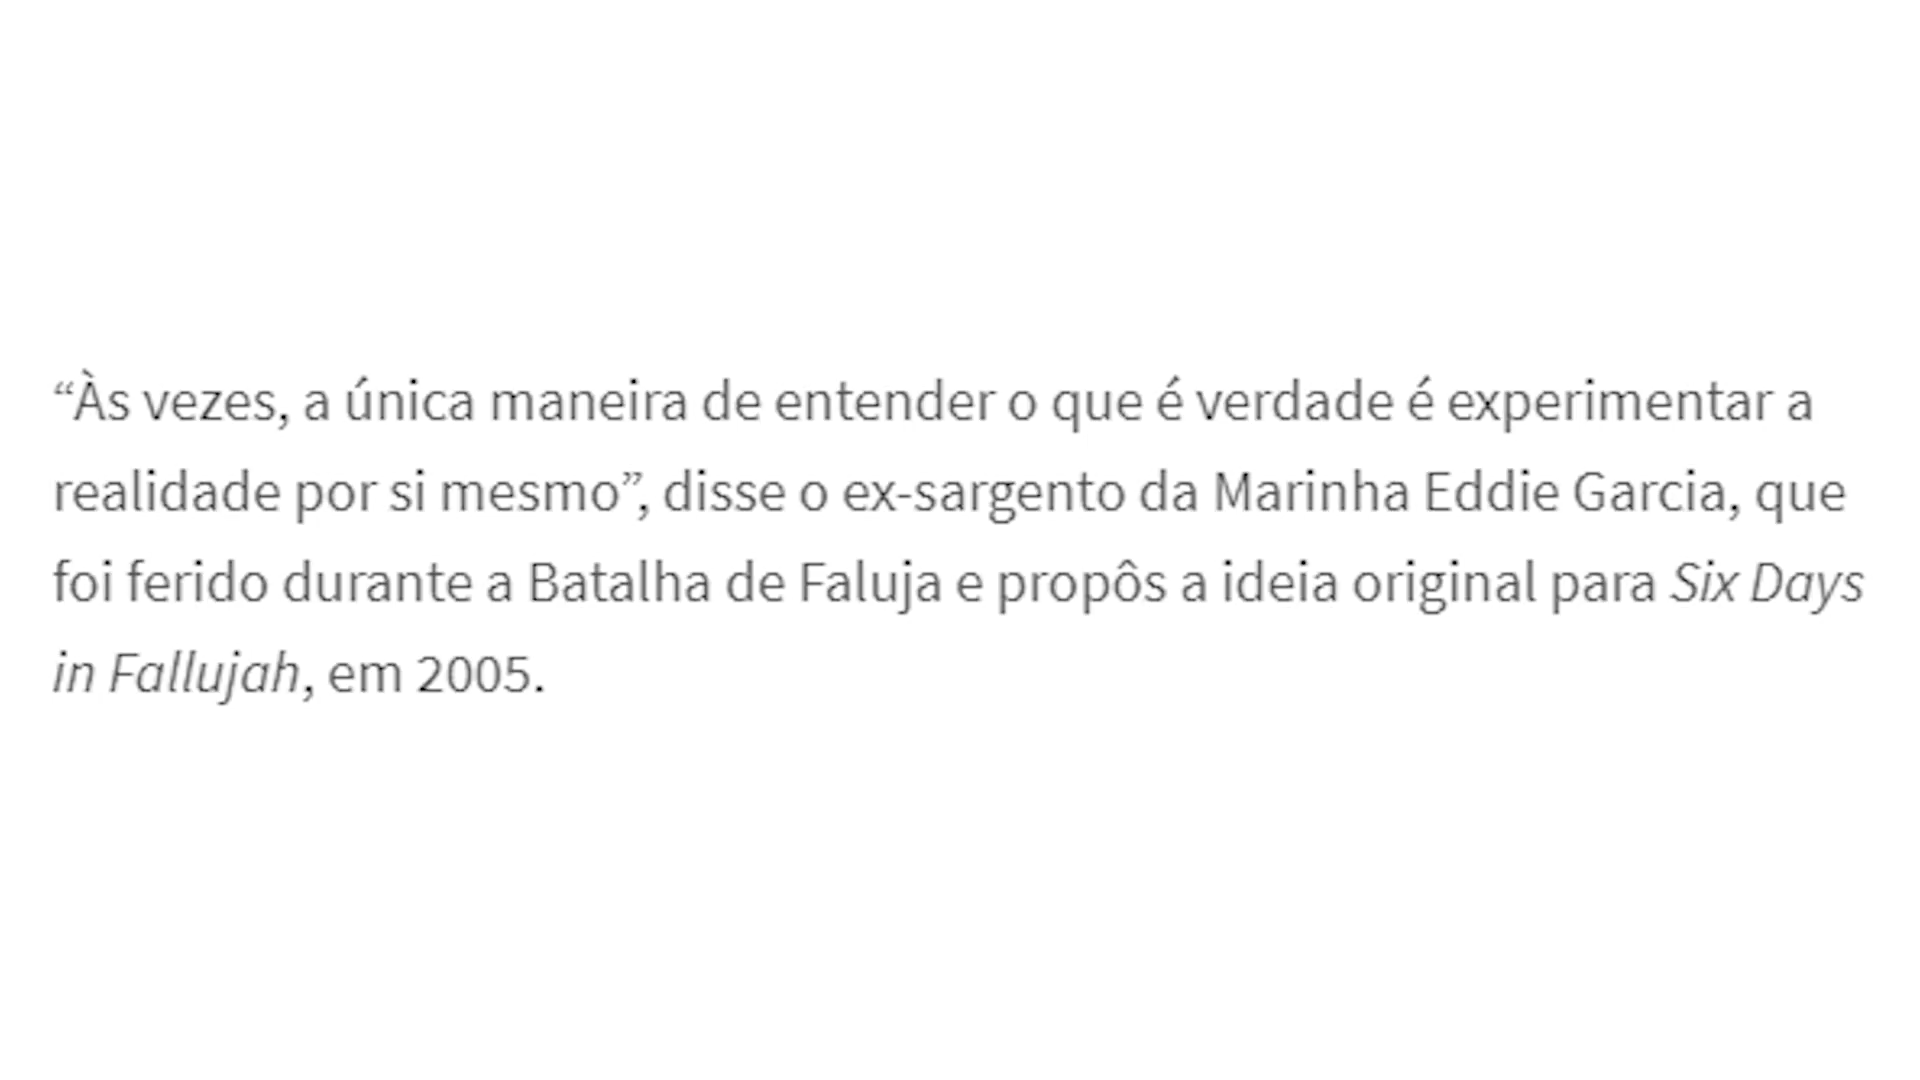 “Às vezes, a única maneira de entender o que é verdade é experimentar a
realidade por si mesmo”, disse o ex-sargento da Marinha Eddie Garcia, que
foi ferido durante a Batalha de Faluja e propôs a ideia original para Six Days
in Fallujah, em 2005.